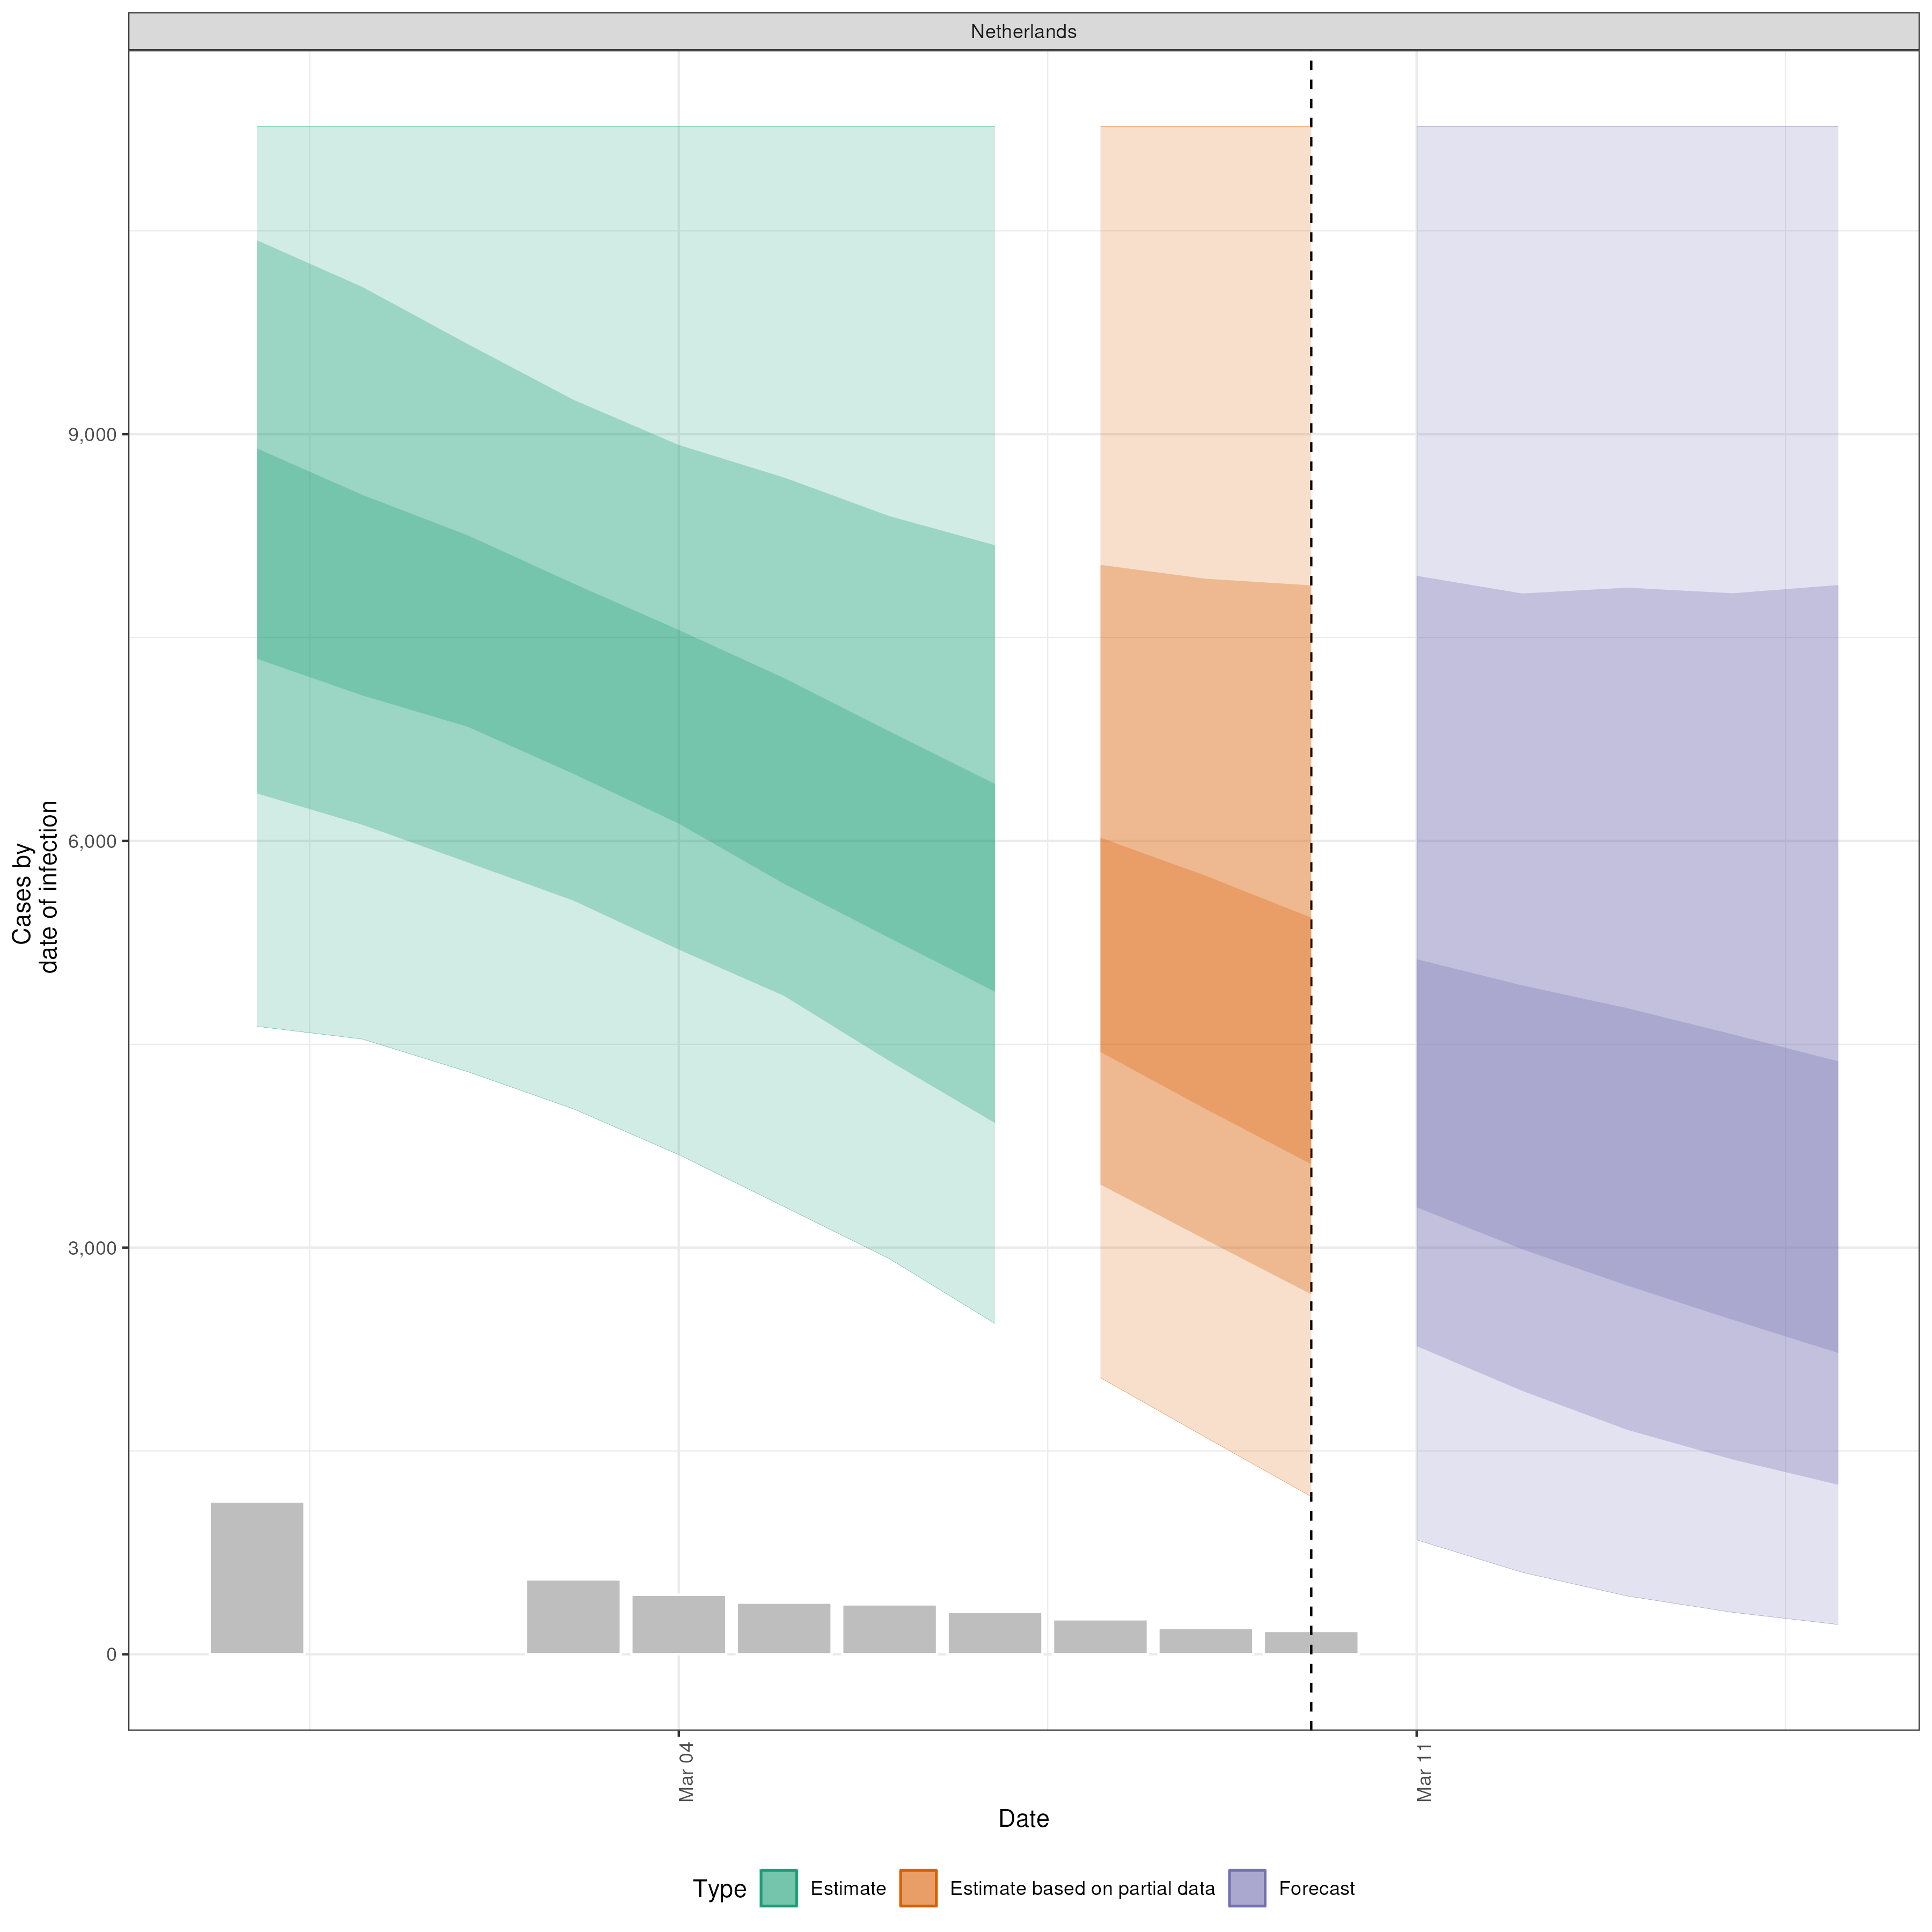 Netherlands
Cases by
date of infection
9,000
6,000
3,000
0
Mar 04
Mar 11
Date
Type
Estimate
Estimate based on partial data
Forecast